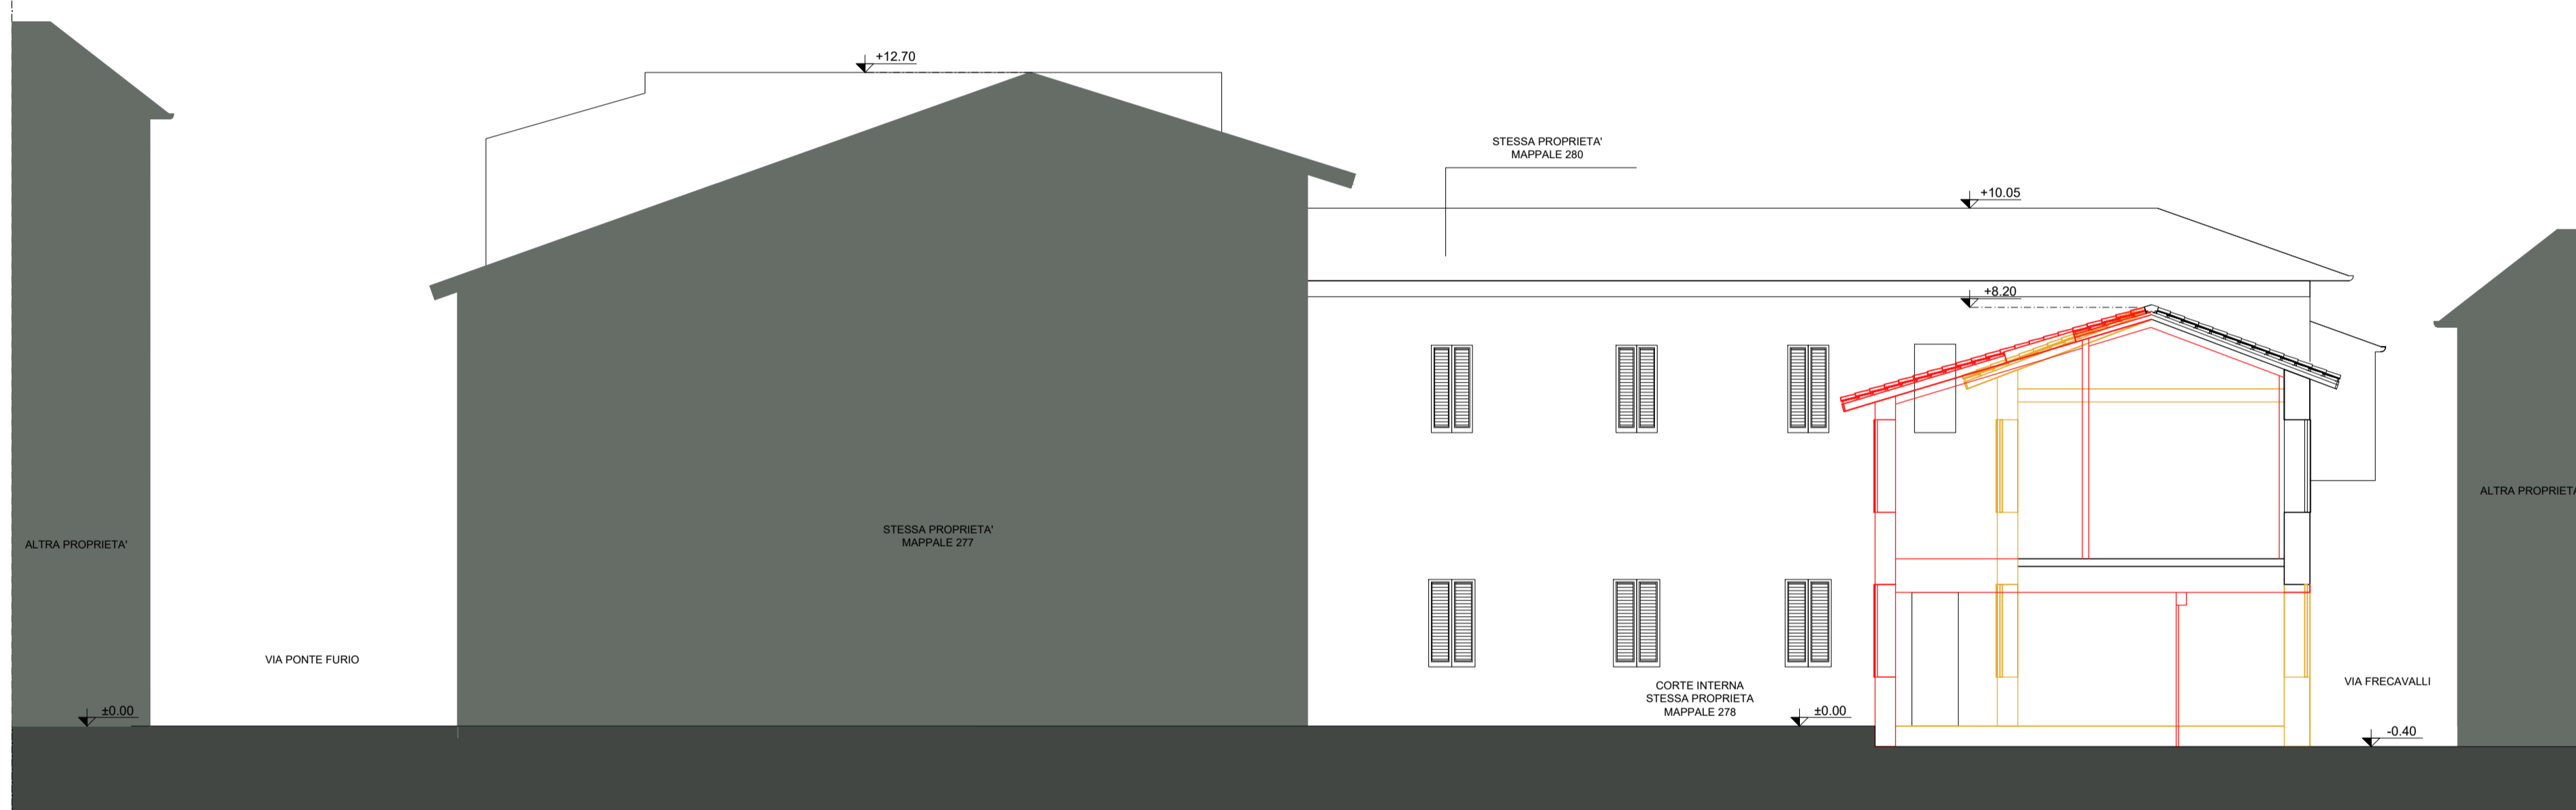 +12.70
STESSA PROPRIETA'
MAPPALE 280
+10.05
+8.20
ALTRA PROPRIETA'
STESSA PROPRIETA'
MAPPALE 277
ALTRA PROPRIETA
VIA PONTE FURIO
CORTE INTERNA
STESSA PROPRIETA
MAPPALE 278
VIA FRECAVALLI
±0.00
±0.00
-0.40